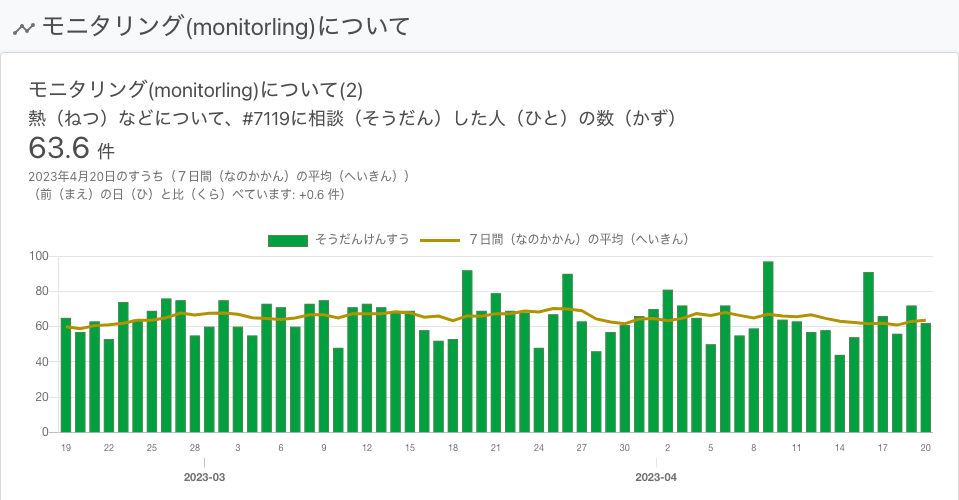 モニタリング(monitorling)について
モニタリング(monitorling)について(2)
熱（ねつ）などについて、#7119に相談（そうだん）した人（ひと）の数（かず）
63.6 件
2023年4月20日のすうち（７日間（なのかかん）の平均（へいきん））
（前（まえ）の日（ひ）と比（くら）べています: +0.6 件）
そうだんけんすう ７日間（なのかかん）の平均（へいきん）
100
80
60
40
20
0
19 22 25 28 3 6 9 12 15 18 21 24 27 30 2 5 8 11 14 17 20
2023-03 2023-04